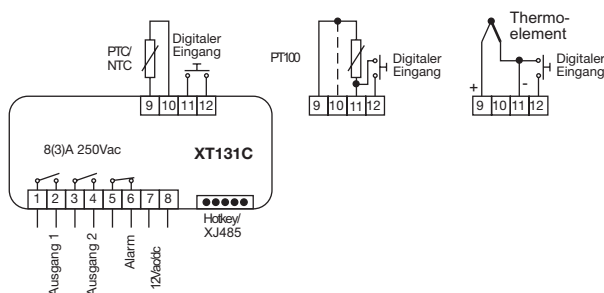 PTC/
NTC
Digitaler
Eingang
9 10 11 12
8(3)A 250Vac
XT131C
1 2 3 4 5 6 7 8
Hotkey/
XJ485
Ausgang 1
Ausgang 2
Alarm
12Vac/dc
PT100
Digitaler
Eingang
9 10 11 12
Thermo-
element
Digitaler
Eingang
+
-
9 10 11 12